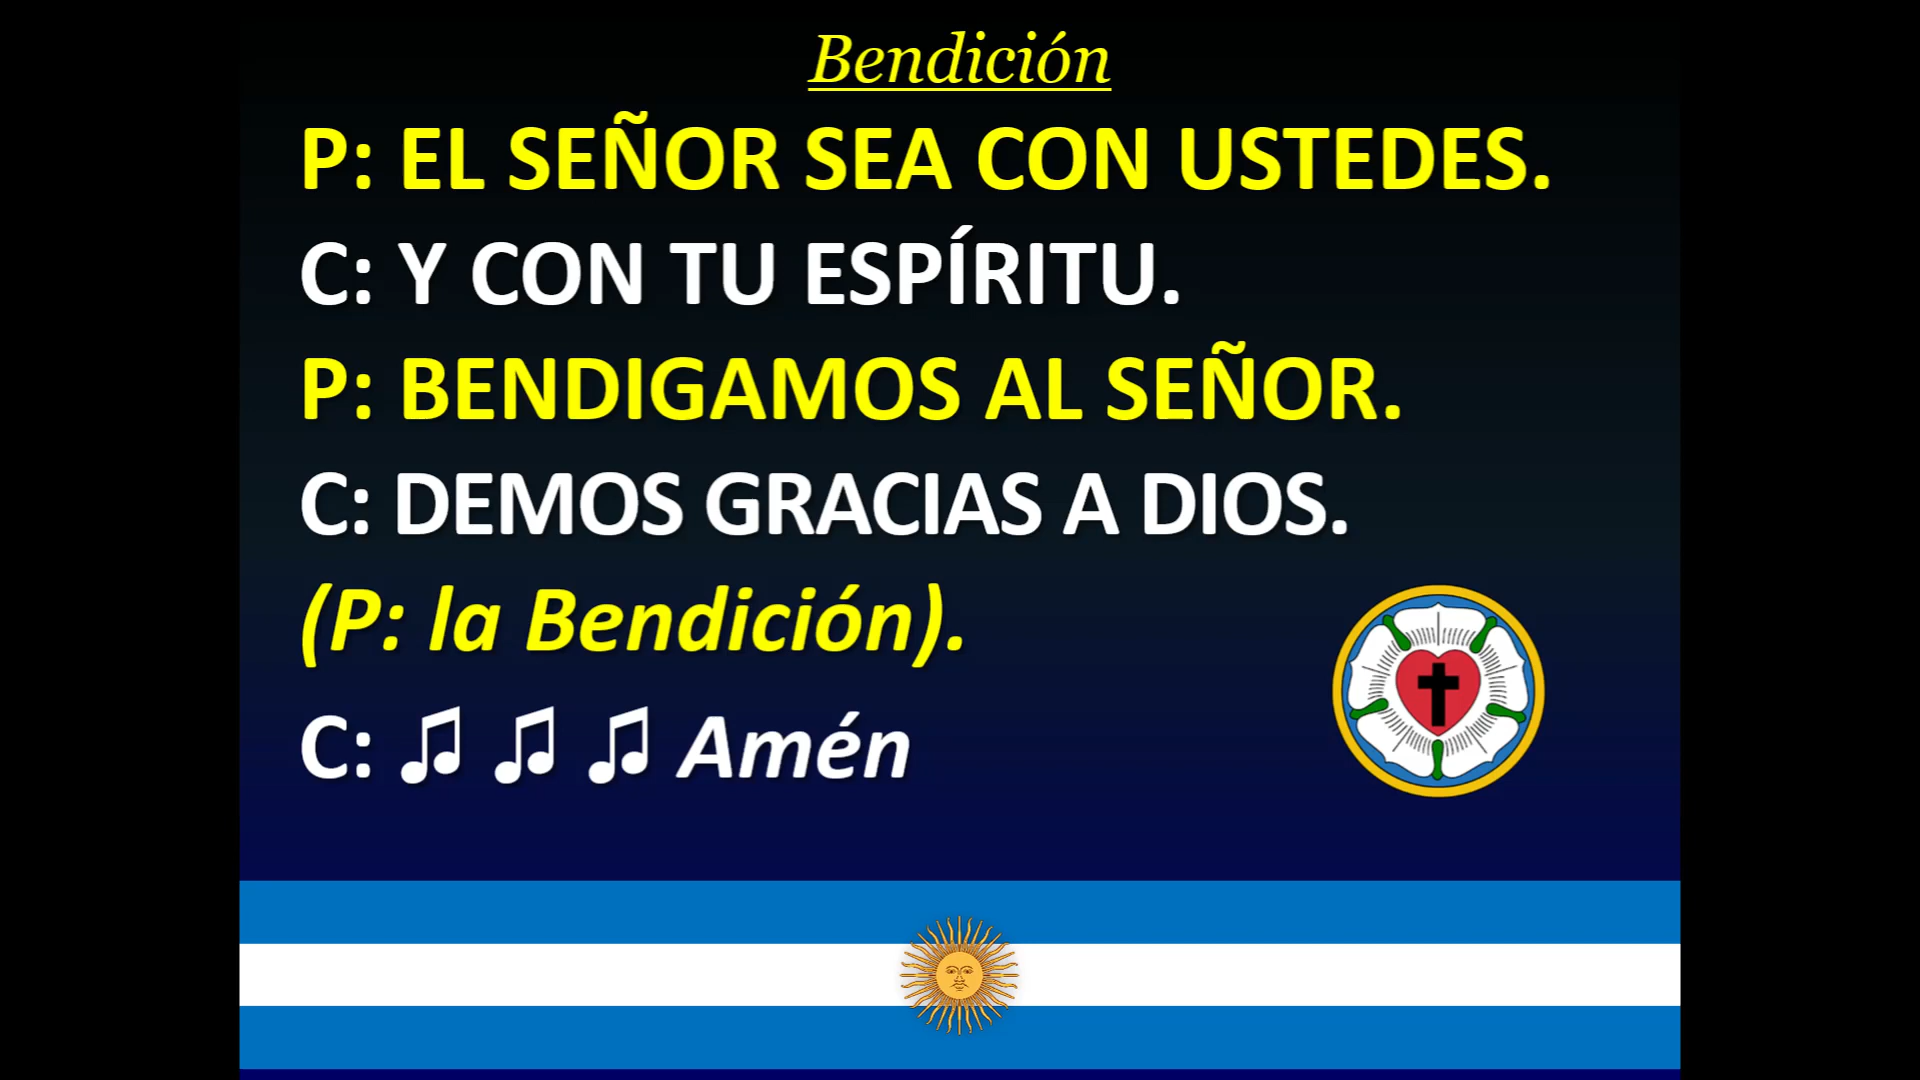 Bendición
P: EL SEÑOR SEA CON USTEDES.
C: Y CON TU ESPÍRITU.
P: BENDIGAMOS AL SEÑOR.
C: DEMOS GRACIAS A DIOS.
(P: la Bendición).
C: ♫ ♫ ♫ Amén